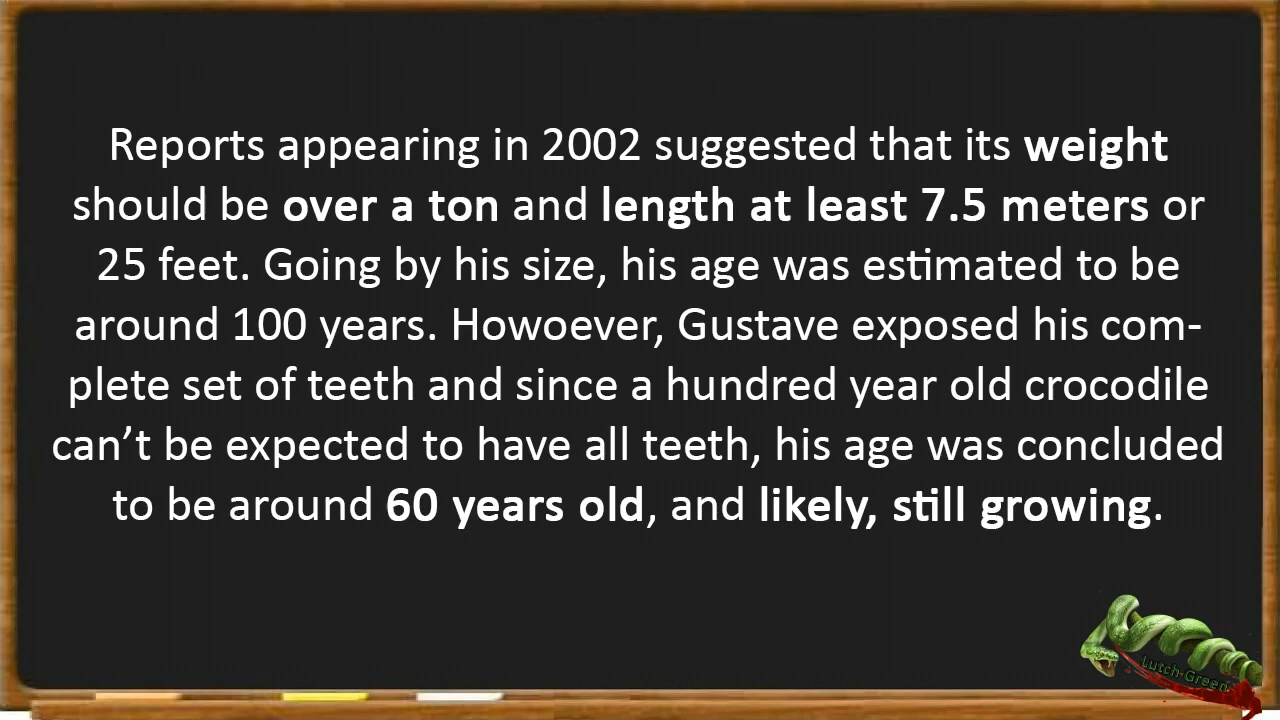 Reports appearing in 2002 suggested that its weight
should be over a ton and length at least 7.5 meters or
25 feet. Going by his size, his age was estimated to be
around 100 years. Howoever, Gustave exposed his com-
plete set of teeth and since a hundred year old crocodile
can’t be expected to have all teeth, his age was concluded
to be around 60 years old, and likely, still growing.
Lutch-Green